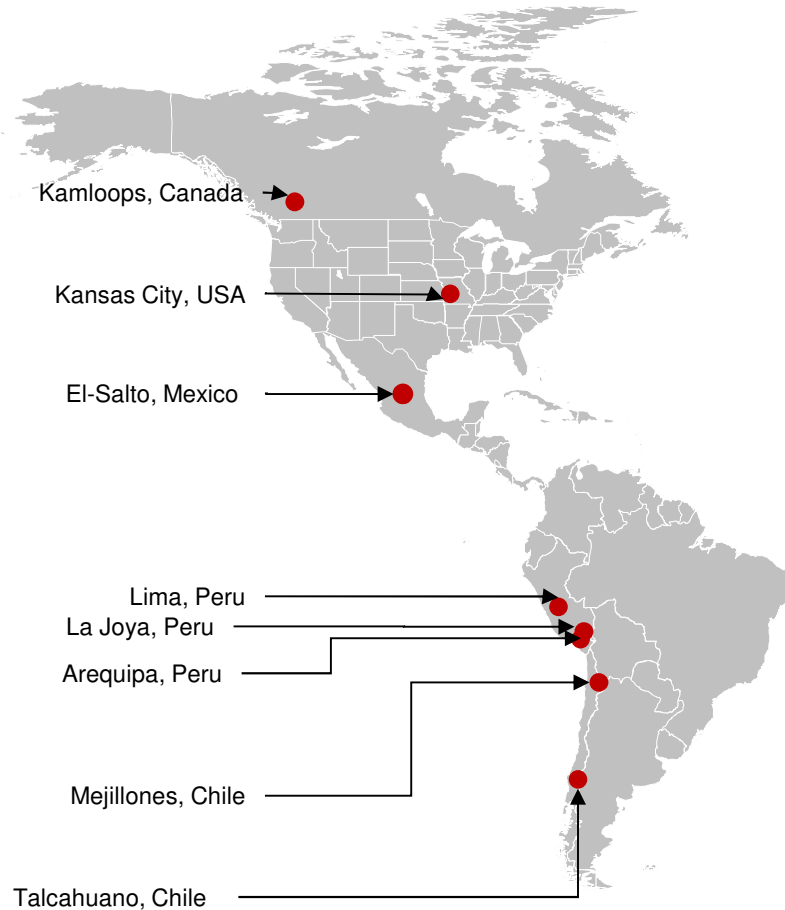 Kamloops, Canada
Kansas City, USA
El-Salto, Mexico
Lima, Peru
La Joya, Peru
Arequipa, Peru
Mejillones, Chile
Talcahuano, Chile